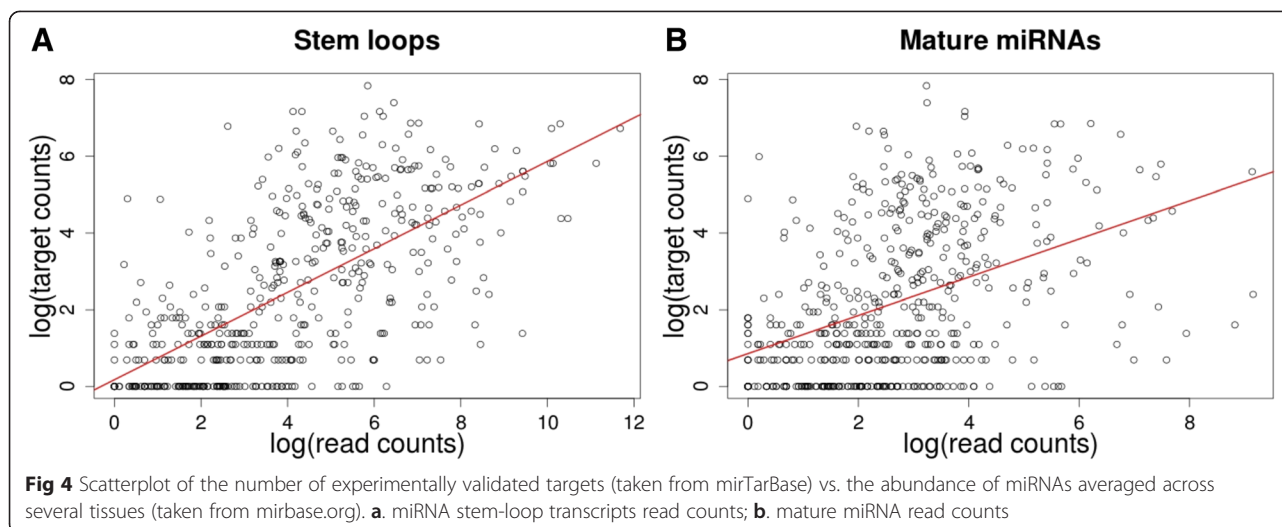 A
Stem loops
log(target counts)
8
6
4
2
0
0 2 4 6 8 10 12
log(read counts)
B
Mature miRNAs
log(target counts)
8
6
4
2
0
0 2 4 6 8
log(read counts)
Fig 4 Scatterplot of the number of experimentally validated targets (taken from mirTarBase) vs. the abundance of miRNAs averaged across
several tissues (taken from mirbase.org). a. miRNA stem-loop transcripts read counts; b. mature miRNA read counts